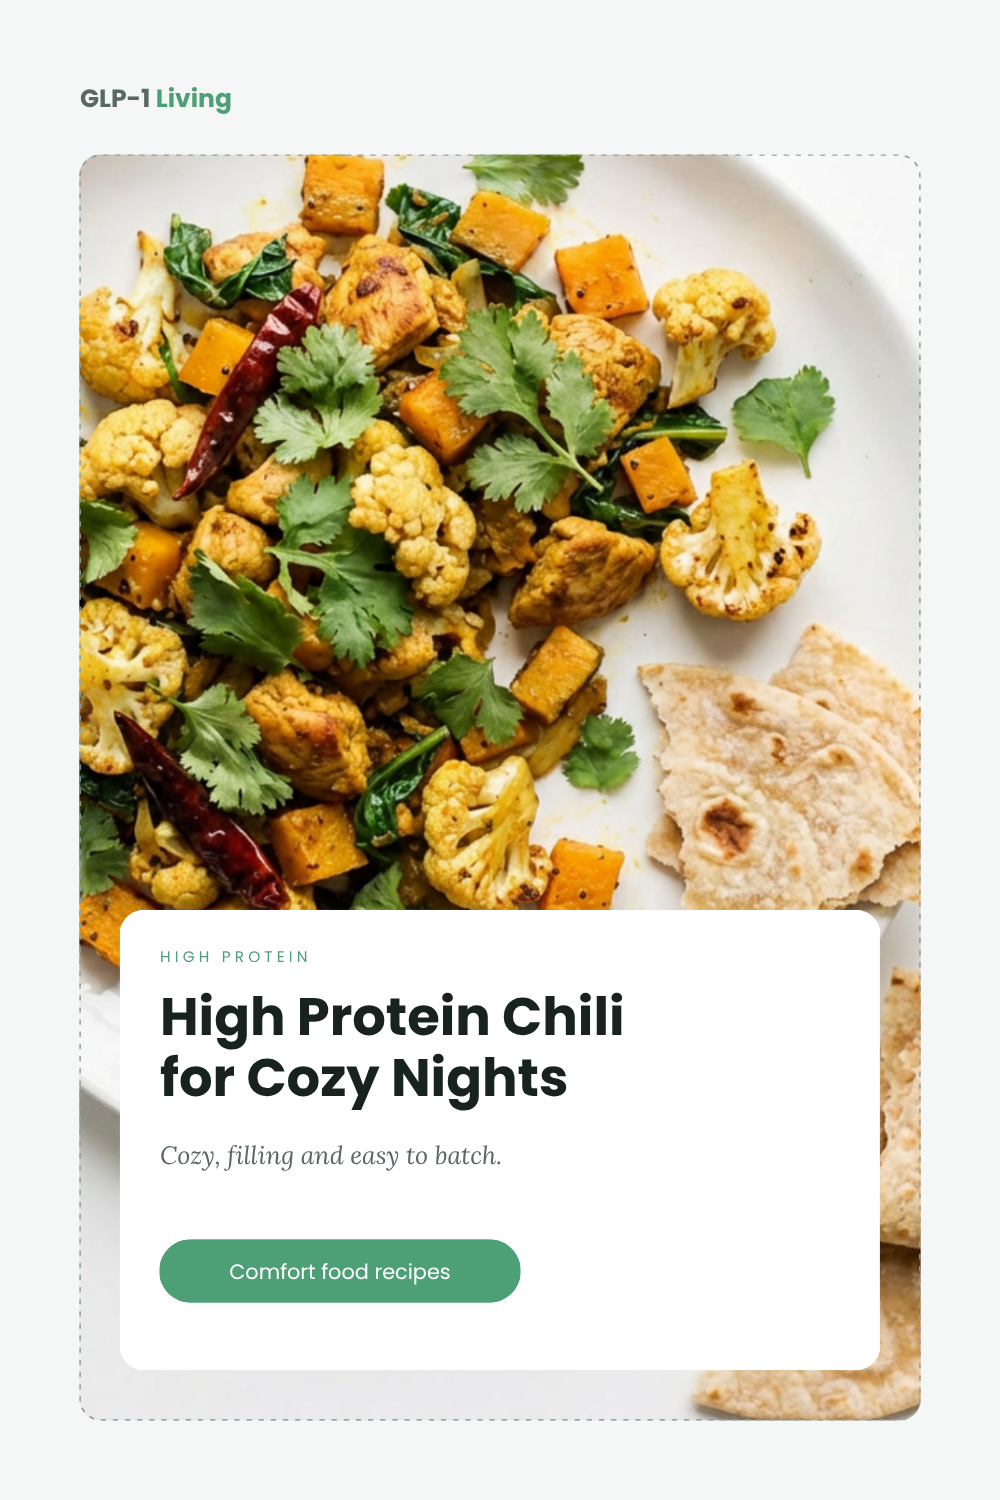 GLP-1 Living
HIGH PROTEIN
High Protein Chili
for Cozy Nights
Cozy, filling and easy to batch.
Comfort food recipes